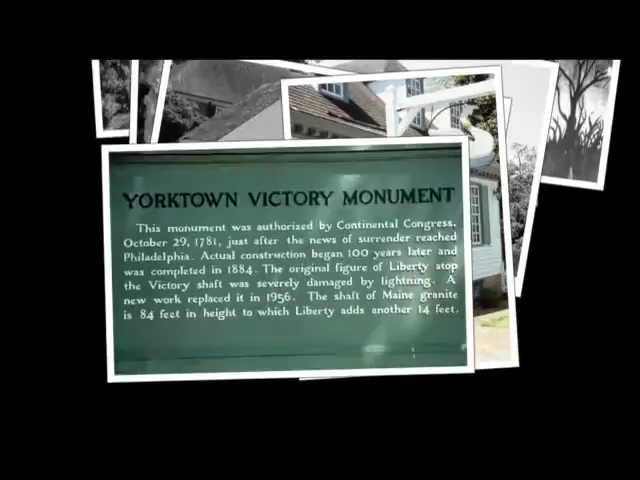 YORKTOWN VICTORY MONUMENT
This monument was authorized by Continental Congress,
October 29, 1781, just after the news of surrender reached
Philadelphia. Actual construction began 100 years later and
was completed in 1884. The original figure of Liberty atop
the Victory shaft was severely damaged by lightning. A
new work replaced it in 1956. The shaft of Maine granite
is 84 feet in height to which Liberty adds another 14 feet.